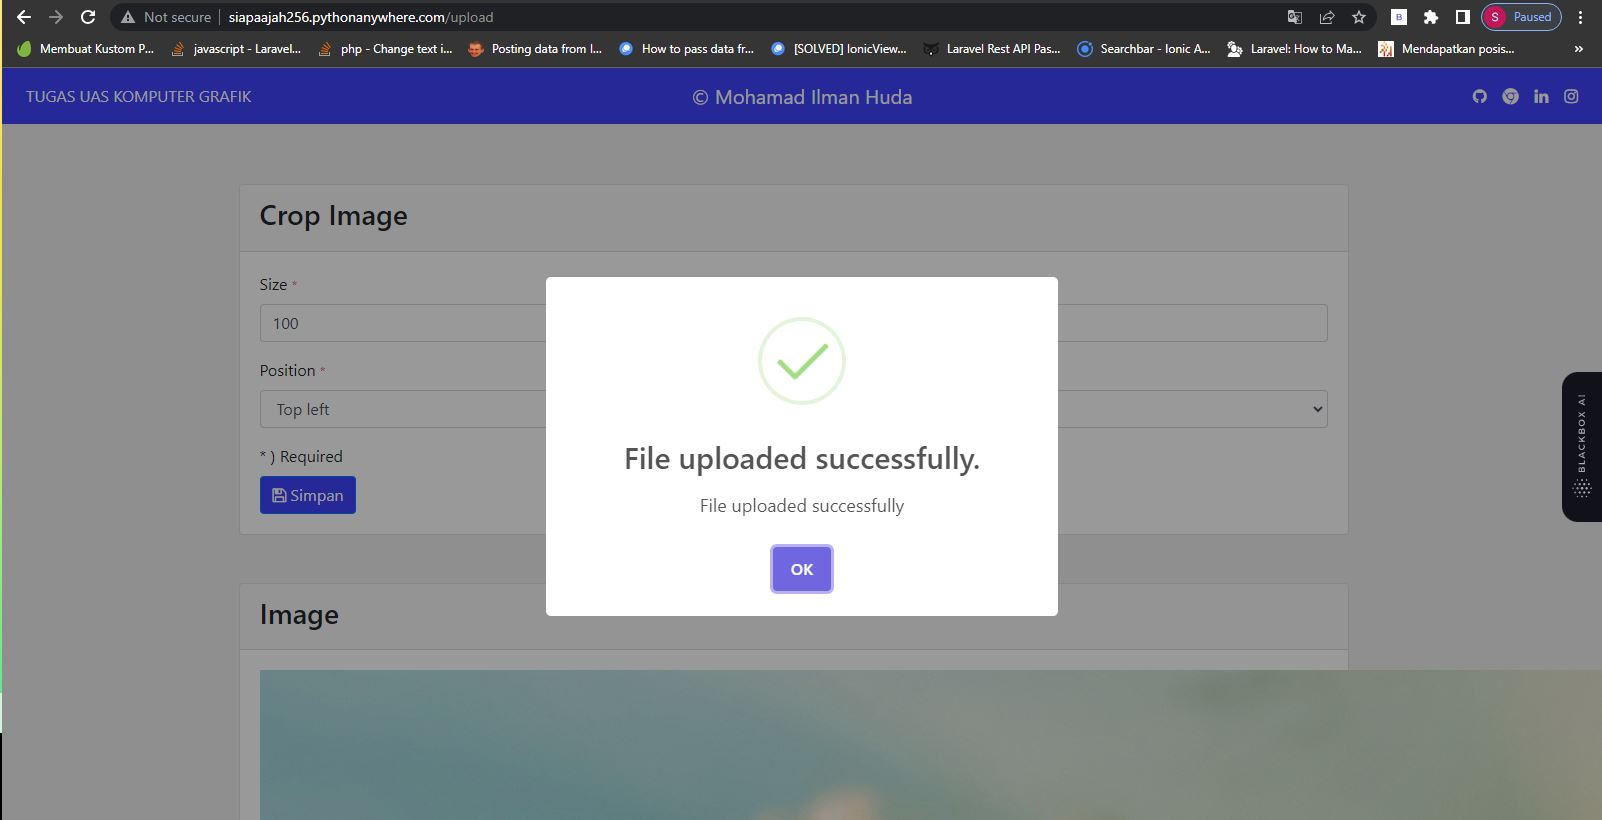 Not secure siapaajah256.pythonanywhere.com/upload B S Paused
Membuat Kustom P... javascript - Laravel... php - Change text i... Posting data from I... How to pass data fr... [SOLVED] IonicView... Laravel Rest API Pas... Searchbar - Ionic A... Laravel: How to Ma... Mendapatkan posis... »
TUGAS UAS KOMPUTER GRAFIK © Mohamad Ilman Huda
Crop Image
Size *
100
Position *
Top left
* ) Required
Simpan
File uploaded successfully.
File uploaded successfully
OK
BLACKBOX AI
Image